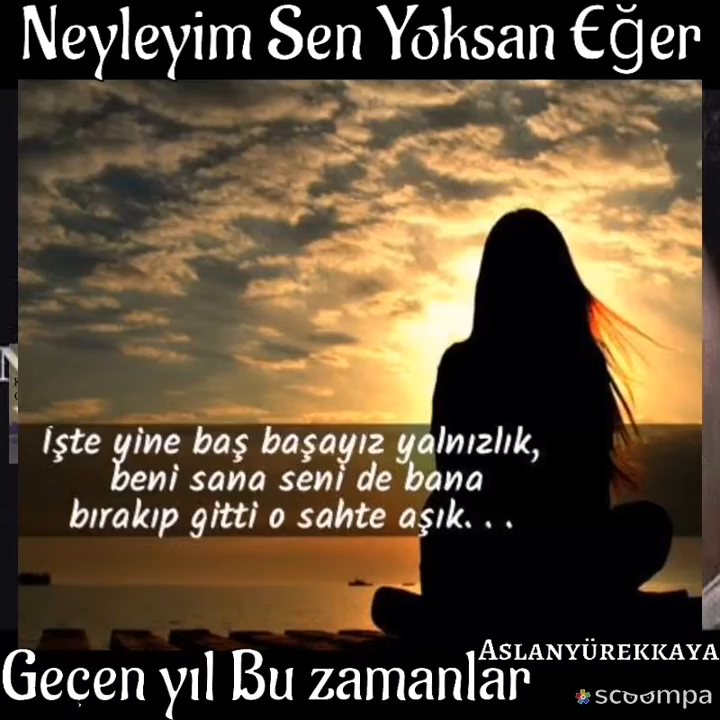 Neyleyim Sen Yoksan Eğer
İşte yine baş başayız yalnızlık,
beni sana seni de bana
bırakıp gitti o sahte aşık. . .
ASLANYÜREKKAYA
Geçen yıl Bu zamanlar
scoompa